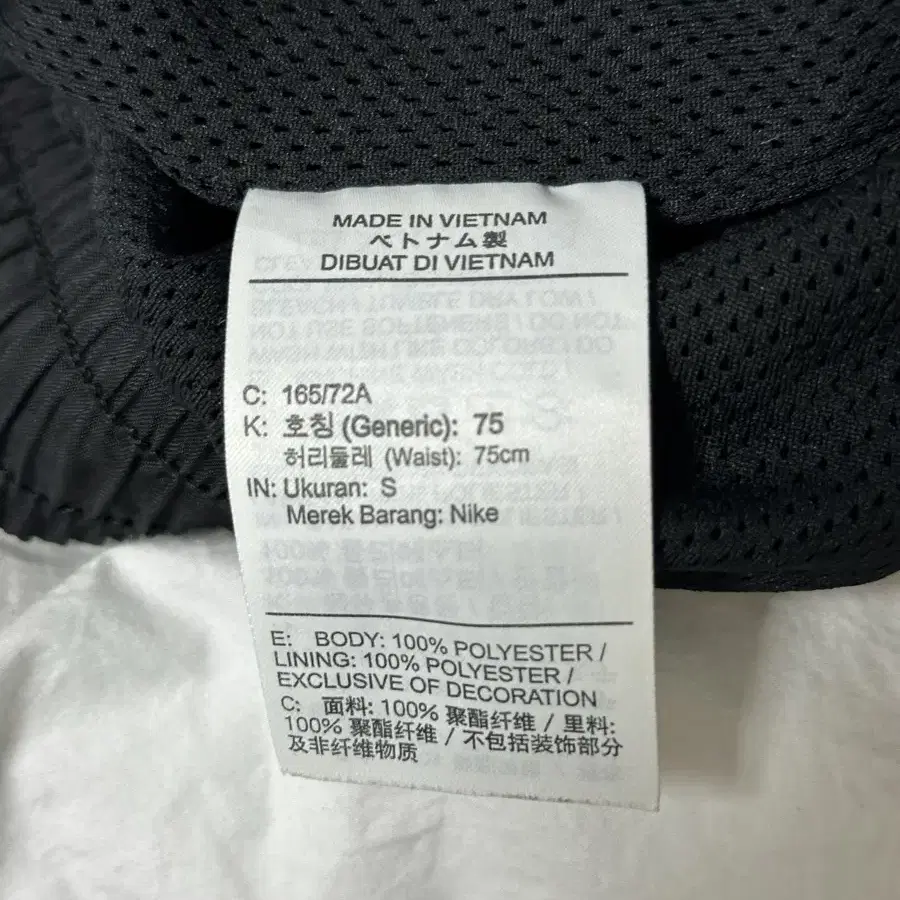 MADE IN VIETNAM
ベトナム製
DIBUAT DI VIETNAM
C: 165/72A
K: 호칭 (Generic): 75
허리둘레 (Waist): 75cm
IN: Ukuran: S
Merek Barang: Nike
E: BODY: 100% POLYESTER /
LINING: 100% POLYESTER /
EXCLUSIVE OF DECORATION
C: 面料: 100% 聚酯纤维 / 里料:
100% 聚酯纤维 / 不包括装饰部分
及非纤维物质